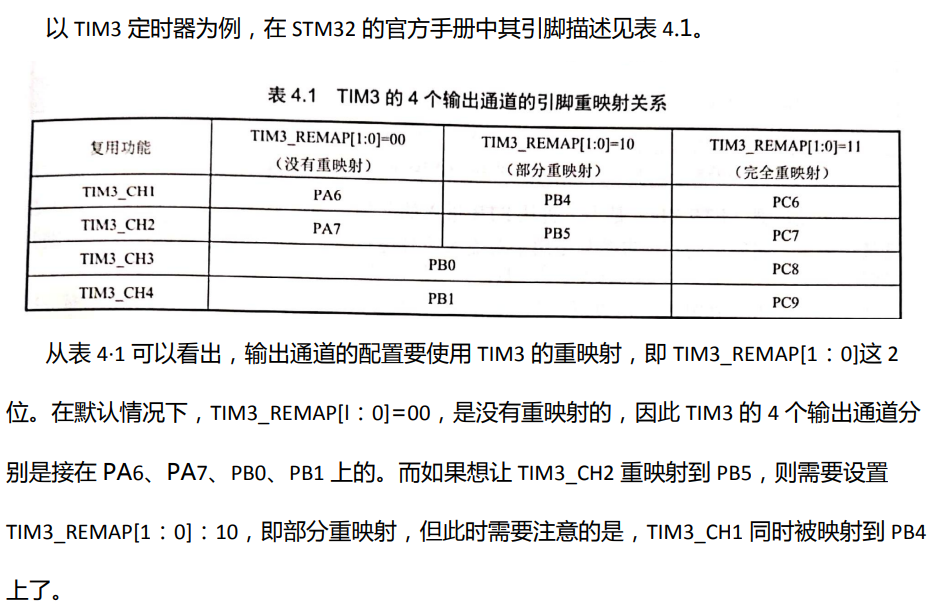 以 TIM3 定时器为例，在 STM32 的官方手册中其引脚描述见表 4.1。
表 4.1 TIM3 的 4 个输出通道的引脚重映射关系
复用功能 TIM3_REMAP[1:0]=00 TIM3_REMAP[1:0]=10 TIM3_REMAP[1:0]=11
（没有重映射） （部分重映射） （完全重映射）
TIM3_CH1 PA6 PB4 PC6
TIM3_CH2 PA7 PB5 PC7
TIM3_CH3 PB0 PC8
TIM3_CH4 PB1 PC9
从表 4·1 可以看出，输出通道的配置要使用 TIM3 的重映射，即 TIM3_REMAP[1：0]这 2
位。在默认情况下，TIM3_REMAP[l：0]=00，是没有重映射的，因此 TIM3 的 4 个输出通道分
别是接在 PA6、PA7、PB0、PB1 上的。而如果想让 TIM3_CH2 重映射到 PB5，则需要设置
TIM3_REMAP[1：0]：10，即部分重映射，但此时需要注意的是，TIM3_CH1 同时被映射到 PB4
上了。